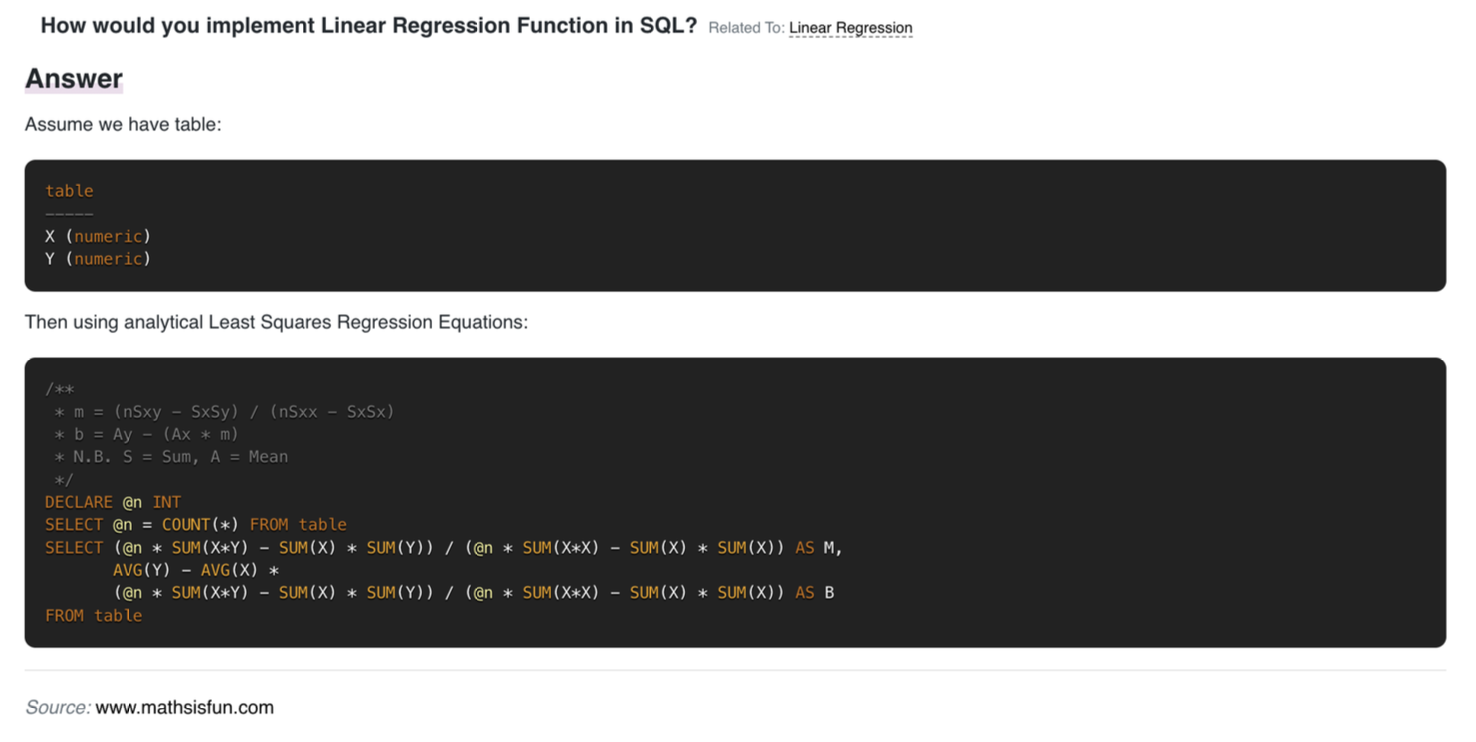 How would you implement Linear Regression Function in SQL? Related To: Linear Regression
Answer
Assume we have table:
table
-----
X (numeric)
Y (numeric)
Then using analytical Least Squares Regression Equations:
/**
 * m = (nSxy - SxSy) / (nSxx - SxSx)
 * b = Ay - (Ax * m)
 * N.B. S = Sum, A = Mean
 */
DECLARE @n INT
SELECT @n = COUNT(*) FROM table
SELECT (@n * SUM(X*Y) - SUM(X) * SUM(Y)) / (@n * SUM(X*X) - SUM(X) * SUM(X)) AS M,
       AVG(Y) - AVG(X) *
       (@n * SUM(X*Y) - SUM(X) * SUM(Y)) / (@n * SUM(X*X) - SUM(X) * SUM(X)) AS B
FROM table
Source: www.mathsisfun.com